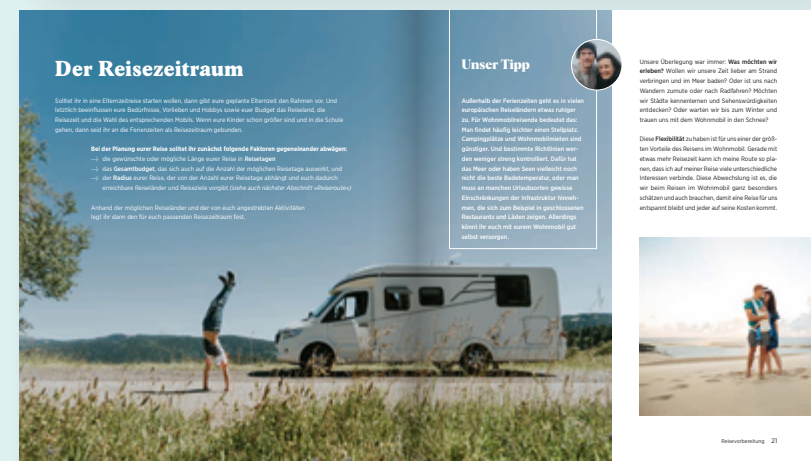 Der Reisezeitraum
Solltet ihr in eine Elternzeitreise starten wollen, dann gibt eure geplante Elternzeit den Rahmen vor. Und
letztlich beeinflussen eure Bedürfnisse, Vorlieben und Hobbys sowie euer Budget das Reiseland, die
Reisezeit und die Wahl des entsprechenden Mobils. Wenn eure Kinder schon größer sind und in die Schule
gehen, dann seid ihr an die Ferienzeiten als Reisezeitraum gebunden.
Bei der Planung eurer Reise solltet ihr zunächst folgende Faktoren gegeneinander abwägen:
—› die gewünschte oder mögliche Länge eurer Reise in Reisetagen
—› das Gesamtbudget, das sich auch auf die Anzahl der möglichen Reisetage auswirkt, und
—› der Radius eurer Reise, der von der Anzahl eurer Reisetage abhängt und euch dadurch
erreichbare Reiseländer und Reiseziele vorgibt (siehe auch nächster Abschnitt »Reiseroute«)
Anhand der möglichen Reiseländer und der von euch angestrebten Aktivitäten
legt ihr dann den für euch passenden Reisezeitraum fest.
Unser Tipp
Außerhalb der Ferienzeiten geht es in vielen
europäischen Reiseländern etwas ruhiger
zu. Für Wohnmobilreisende bedeutet das:
Man findet häufig leichter einen Stellplatz.
Campingplätze und Wohnmobilmieten sind
günstiger. Und bestimmte Richtlinien wer-
den weniger streng kontrolliert. Dafür hat
das Meer oder haben Seen vielleicht noch
nicht die beste Badetemperatur, oder man
muss an manchen Urlaubsorten gewisse
Einschränkungen der Infrastruktur hinneh-
men, die sich zum Beispiel in geschlossenen
Restaurants und Läden zeigen. Allerdings
könnt ihr euch mit eurem Wohnmobil gut
selbst versorgen.
Unsere Überlegung war immer: Was möchten wir
erleben? Wollen wir unsere Zeit lieber am Strand
verbringen und im Meer baden? Oder ist uns nach
Wandern zumute oder nach Radfahren? Möchten
wir Städte kennenlernen und Sehenswürdigkeiten
entdecken? Oder warten wir bis zum Winter und
trauen uns mit dem Wohnmobil in den Schnee?
Diese Flexibilität zu haben ist für uns einer der größ-
ten Vorteile des Reisens im Wohnmobil. Gerade mit
etwas mehr Reisezeit kann ich meine Route so pla-
nen, dass ich auf meiner Reise viele unterschiedliche
Interessen verbinde. Diese Abwechslung ist es, die
wir beim Reisen im Wohnmobil ganz besonders
schätzen und auch brauchen, damit eine Reise für uns
entspannt bleibt und jeder auf seine Kosten kommt.
Reisevorbereitung 21